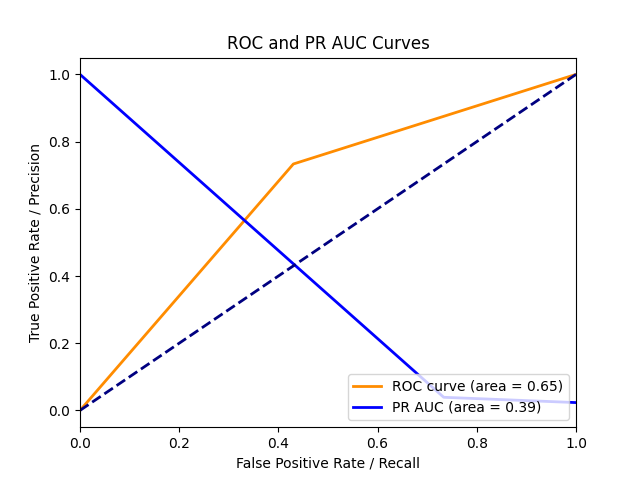 ROC and PR AUC Curves
True Positive Rate / Precision
1.0
0.8
0.6
0.4
0.2
0.0
ROC curve (area = 0.65)
PR AUC (area = 0.39)
0.0 0.2 0.4 0.6 0.8 1.0
False Positive Rate / Recall